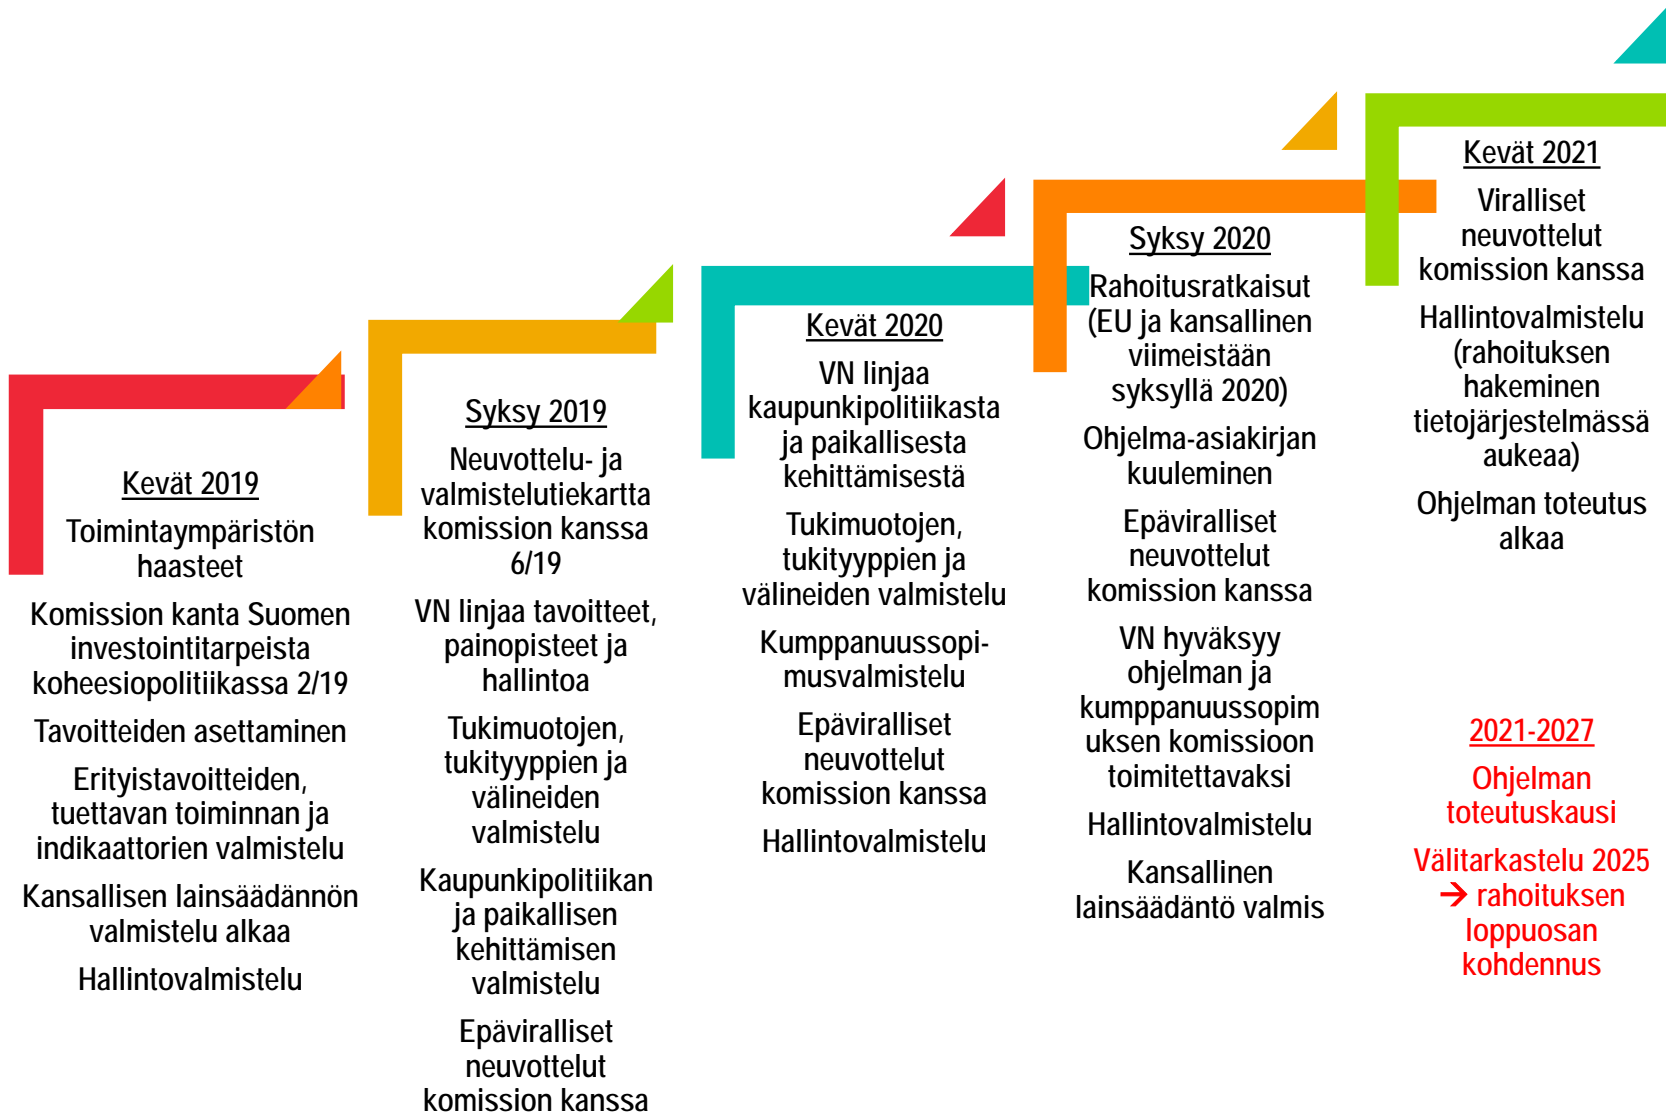 Kevät 2019
Toimintaympäristön
haasteet
Komission kanta Suomen
investointitarpeista
koheesiopolitiikassa 2/19
Tavoitteiden asettaminen
Erityistavoitteiden,
tuettavan toiminnan ja
indikaattorien valmistelu
Kansallisen lainsäädännön
valmistelu alkaa
Hallintovalmistelu
Syksy 2019
Neuvottelu- ja
valmistelutiekartta
komission kanssa
6/19
VN linjaa tavoitteet,
painopisteet ja
hallintoa
Tukimuotojen,
tukityyppien ja
välineiden
valmistelu
Kaupunkipolitiikan
ja paikallisen
kehittämisen
valmistelu
Epäviralliset
neuvottelut
komission kanssa
Kevät 2020
VN linjaa
kaupunkipolitiikasta
ja paikallisesta
kehittämisestä
Tukimuotojen,
tukityyppien ja
välineiden valmistelu
Kumppanuussopi-
musvalmistelu
Epäviralliset
neuvottelut
komission kanssa
Hallintovalmistelu
Syksy 2020
Rahoitusratkaisut
(EU ja kansallinen
viimeistään
syksyllä 2020)
Ohjelma-asiakirjan
kuuleminen
Epäviralliset
neuvottelut
komission kanssa
VN hyväksyy
ohjelman ja
kumppanuussopim
uksen komissioon
toimitettavaksi
Hallintovalmistelu
Kansallinen
lainsäädäntö valmis
Kevät 2021
Viralliset
neuvottelut
komission kanssa
Hallintovalmistelu
(rahoituksen
hakeminen
tietojärjestelmässä
aukeaa)
Ohjelman toteutus
alkaa
2021-2027
Ohjelman
toteutuskausi
Välitarkastelu 2025
→ rahoituksen
loppuosan
kohdennus